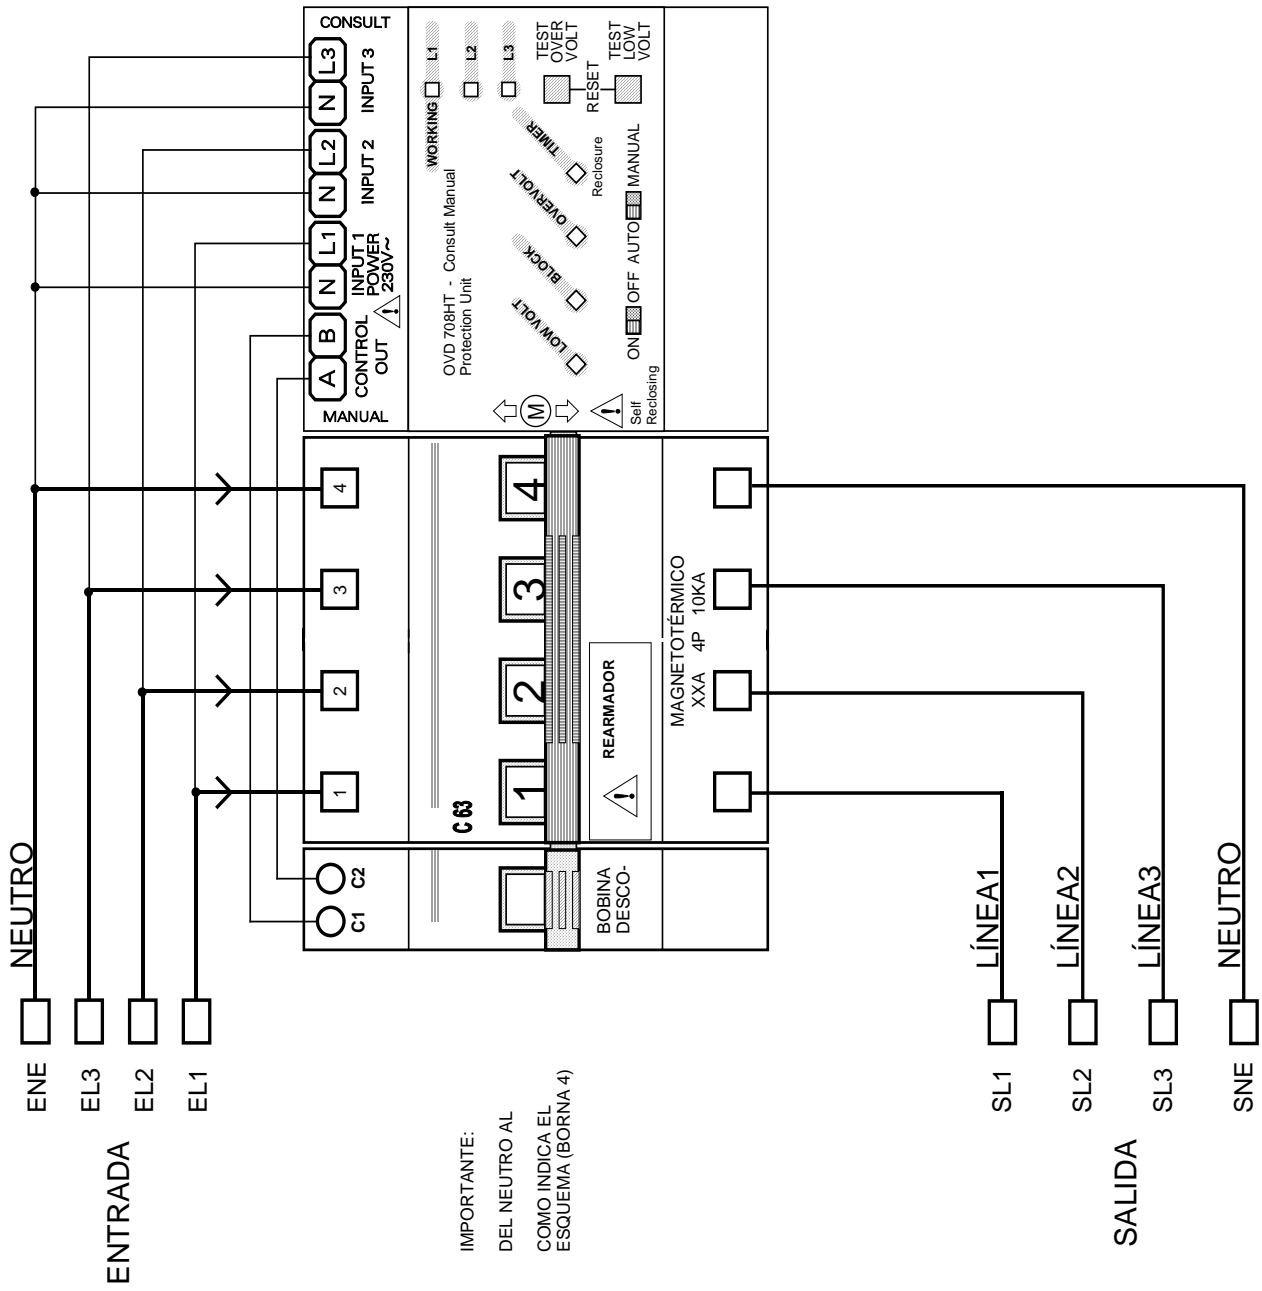 ENTRADA
ENE
EL3
EL2
EL1
NEUTRO
CONSULT
L3
N
INPUT 3
L2
N
INPUT 2
L1
N
INPUT 1
POWER
230V~
B
A
CONTROL
OUT
MANUAL
WORKING
L1
L2
L3
TEST
OVER
VOLT
TEST
LOW
VOLT
RESET
OVD 708HT - Consult Manual
Protection Unit
LOW VOLT
BLOCK
OVERVOLT
TIMER
Reclosure
ON OFF AUTO MANUAL
M
Self
Reclosing
4
3
2
1
4
3
2
1
C 63
REARMADOR
MAGNETOTÉRMICO
XXA 4P 10KA
C2
C1
BOBINA
DESCO-
IMPORTANTE:
DEL NEUTRO AL
COMO INDICA EL
ESQUEMA (BORNA 4)
LÍNEA1
LÍNEA2
LÍNEA3
NEUTRO
SL1
SL2
SL3
SNE
SALIDA